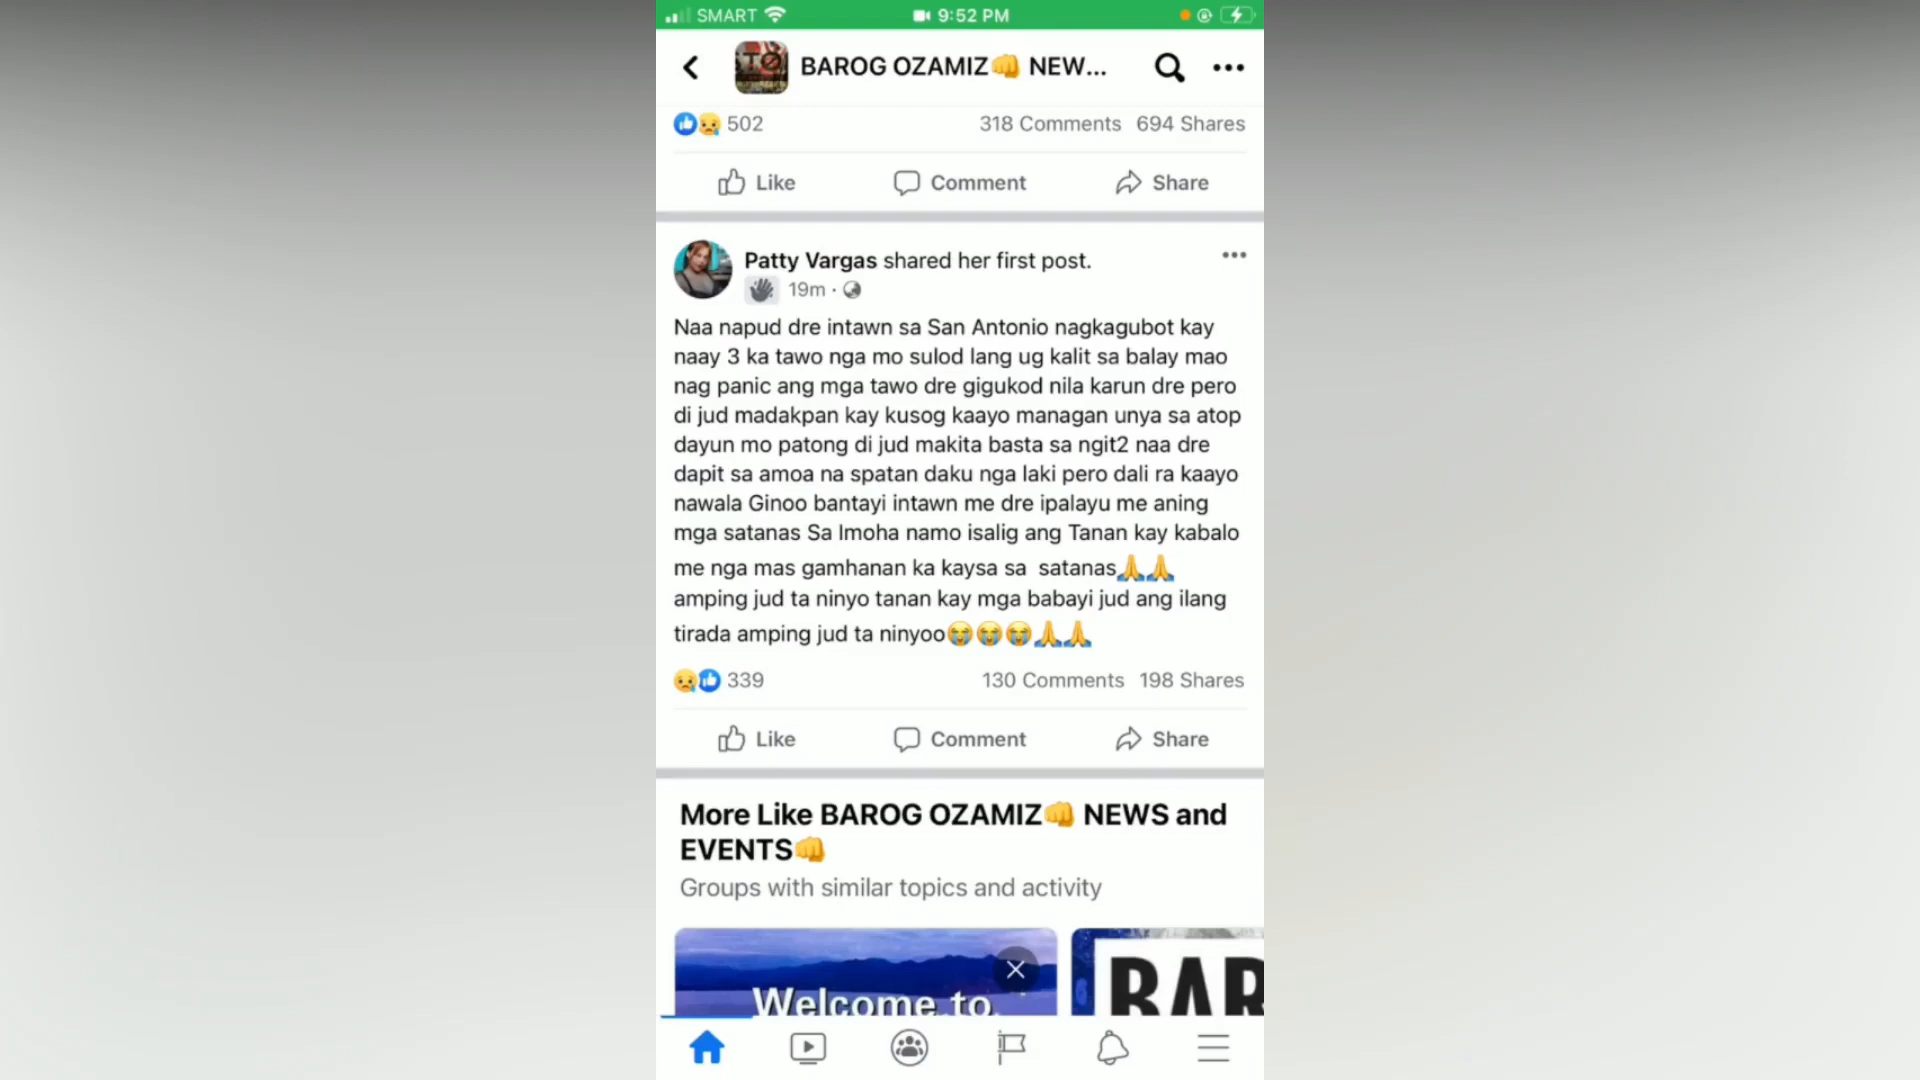 SMART 9:52 PM
BAROG OZAMIZ👊 NEW...
502 318 Comments 694 Shares
Like Comment Share
Patty Vargas shared her first post.
19m ·
Naa napud dre intawn sa San Antonio nagkagubot kay
naay 3 ka tawo nga mo sulod lang ug kalit sa balay mao
nag panic ang mga tawo dre gigukod nila karun dre pero
di jud madakpan kay kusog kaayo managan unya sa atop
dayun mo patong di jud makita basta sa ngit2 naa dre
dapit sa amoa na spatan daku nga laki pero dali ra kaayo
nawala Ginoo bantayi intawn me dre ipalayu me aning
mga satanas Sa Imoha namo isalig ang Tanan kay kabalo
me nga mas gamhanan ka kaysa sa satanas🙏🙏
amping jud ta ninyo tanan kay mga babayi jud ang ilang
tirada amping jud ta ninyoo😭😭😭🙏🙏
339 130 Comments 198 Shares
Like Comment Share
More Like BAROG OZAMIZ👊 NEWS and
EVENTS👊
Groups with similar topics and activity
Welcome to
BAR